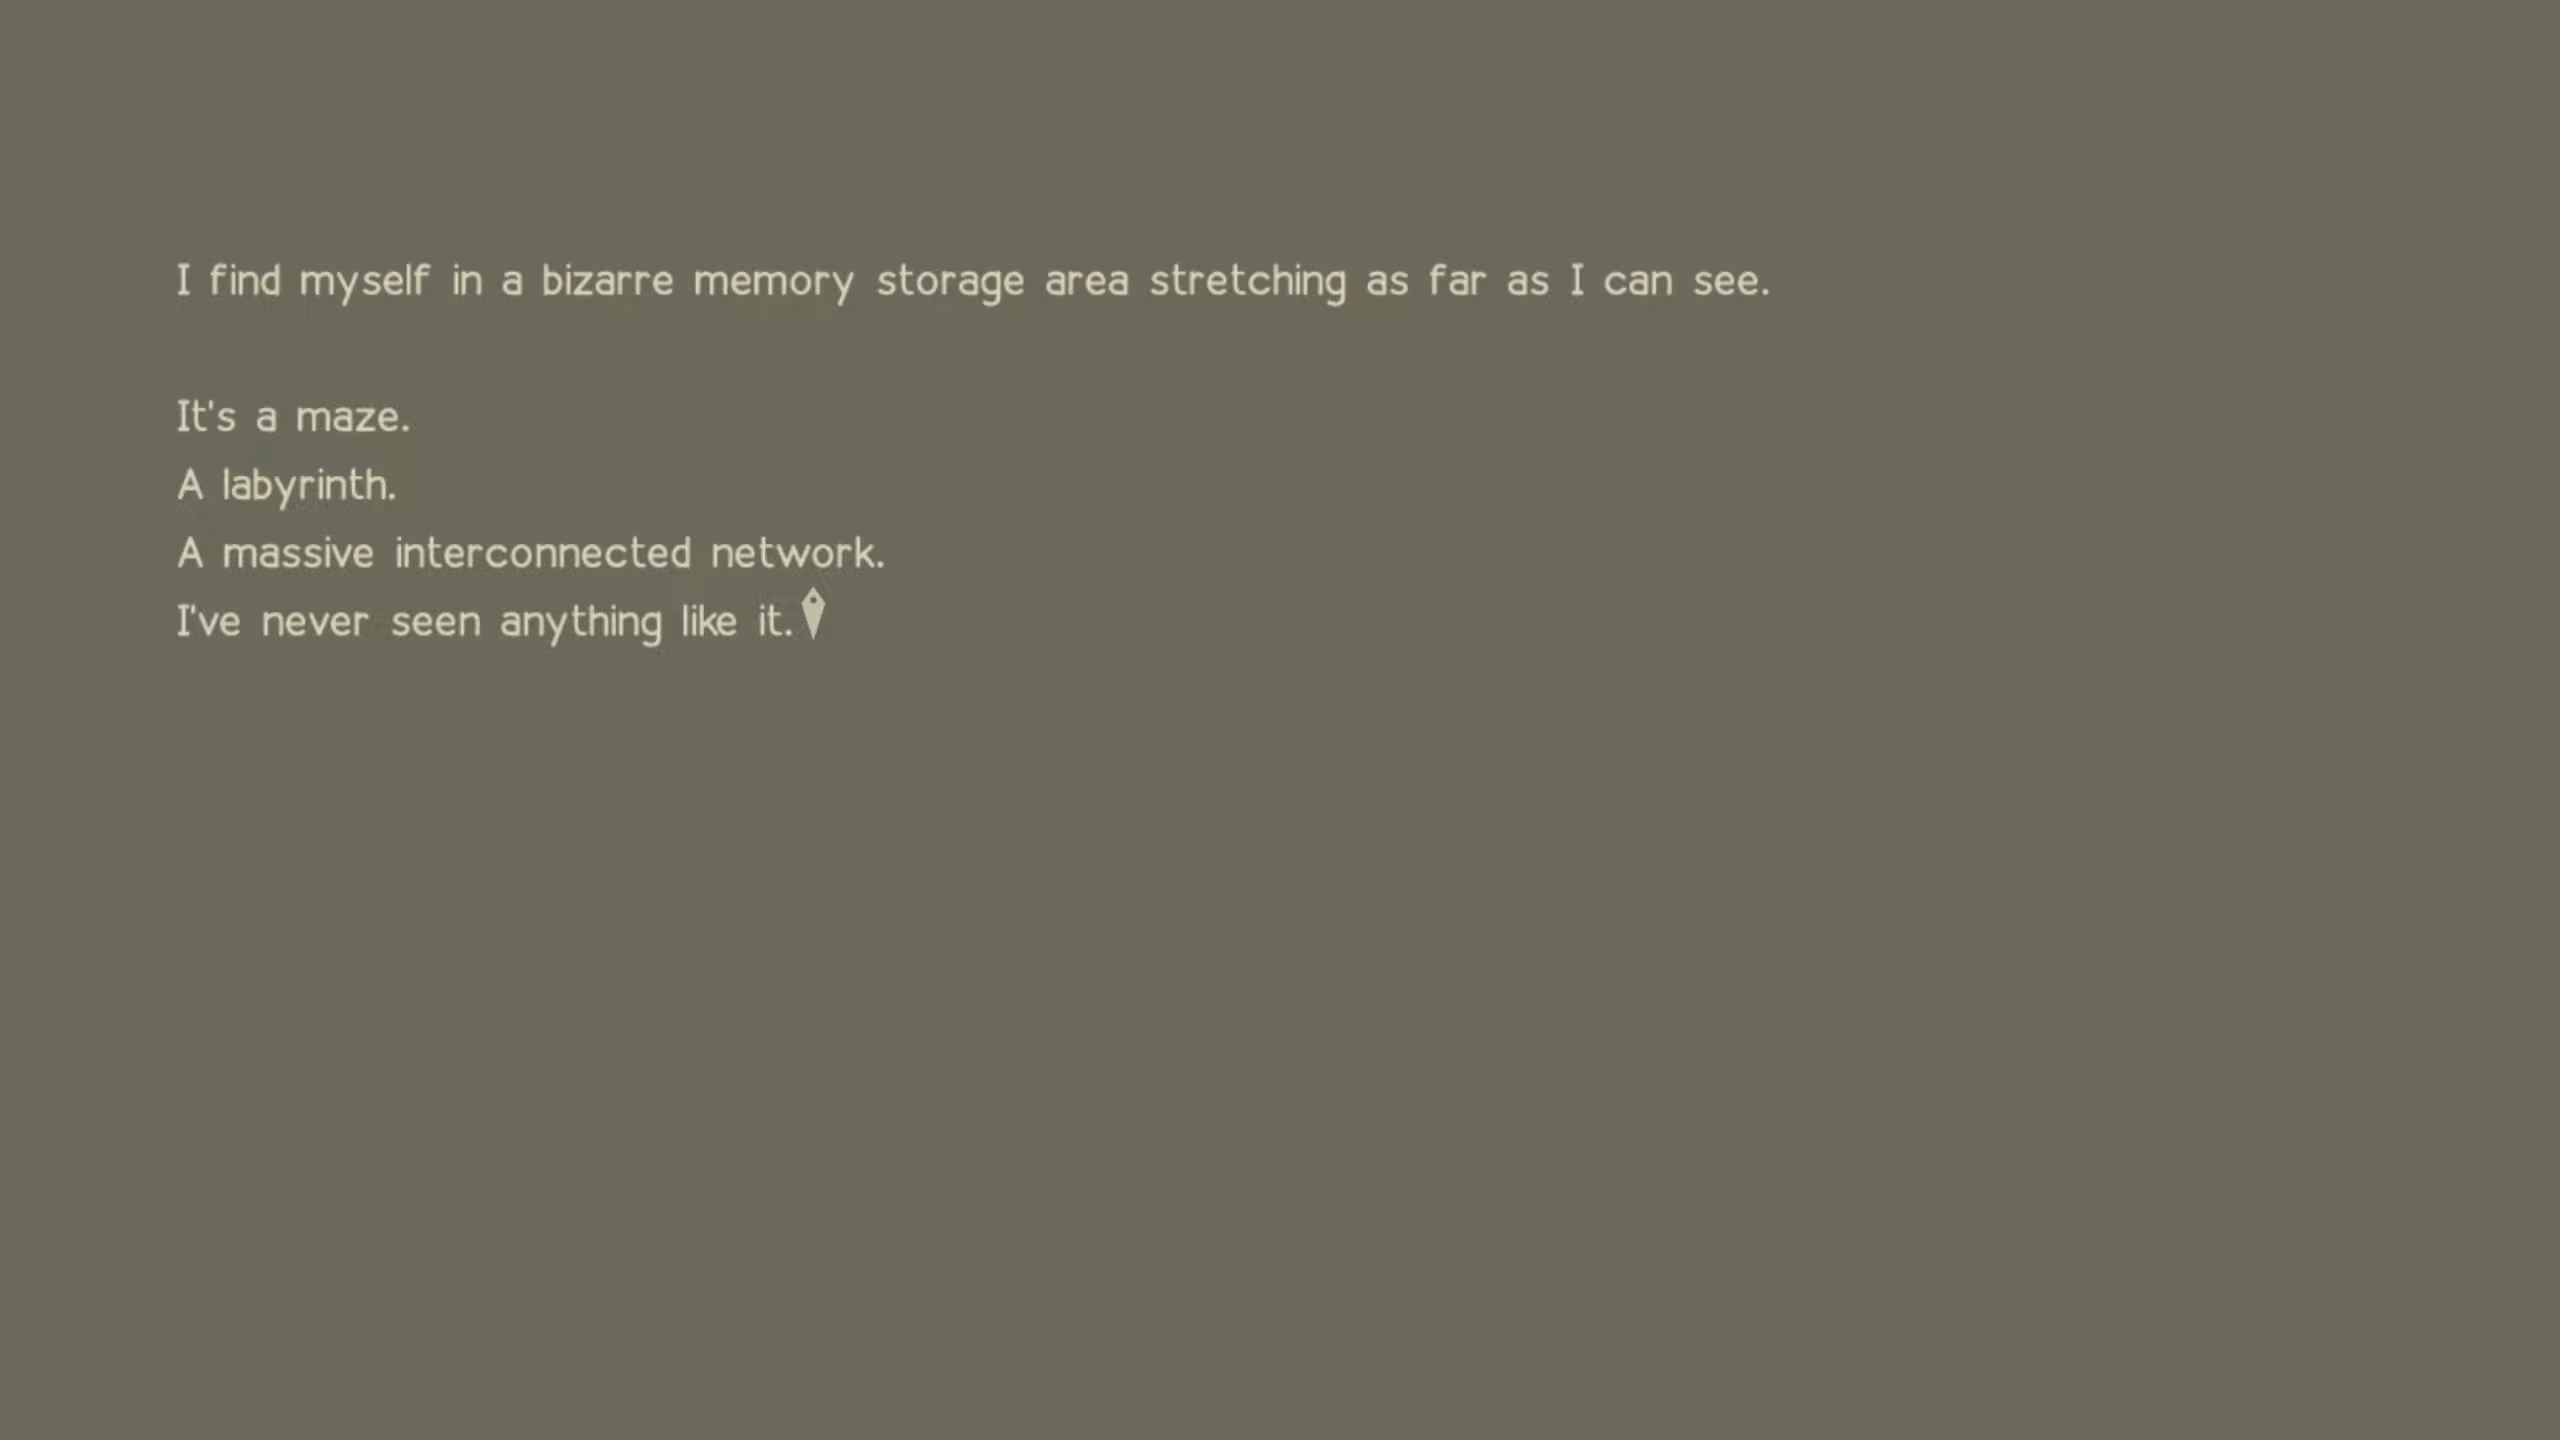 I find myself in a bizarre memory storage area stretching as far as I can see.
It's a maze.
A labyrinth.
A massive interconnected network.
I've never seen anything like it.